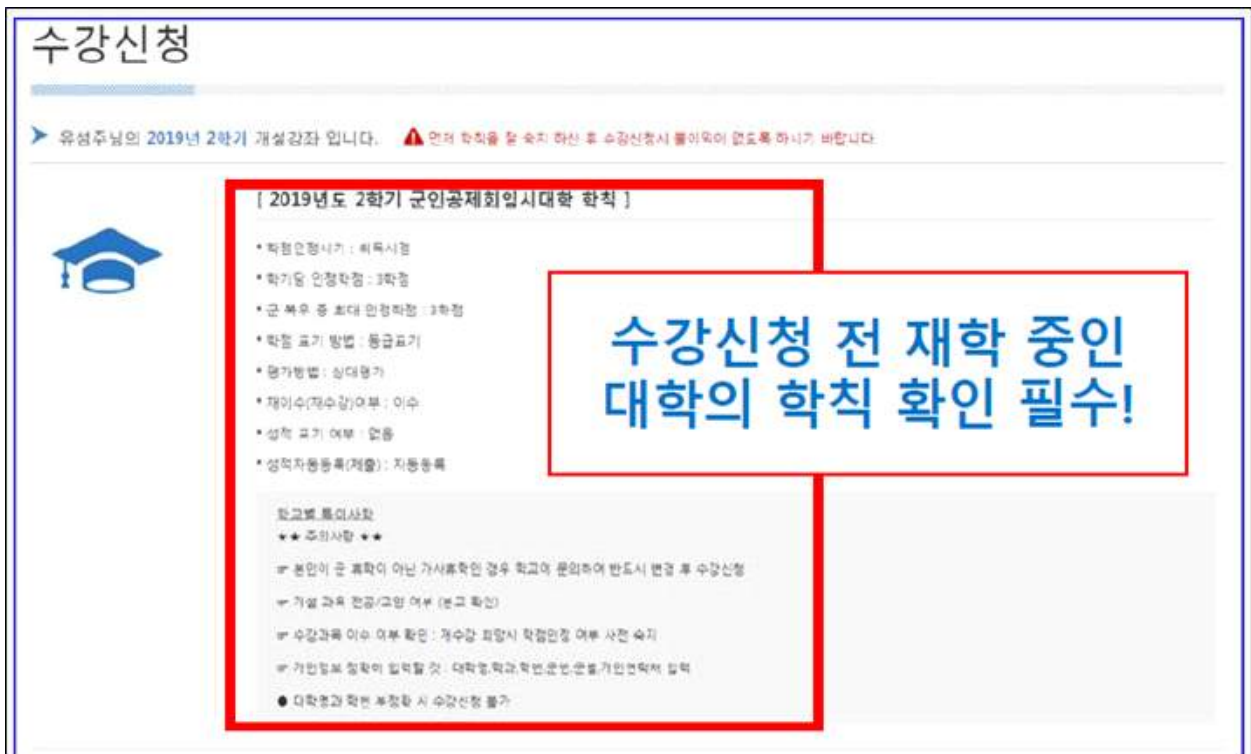 수강신청
유성주님의 2019년 2학기 개설강좌 입니다. 먼저 학칙을 잘 숙지 하신 후 수강신청시 불이익이 없도록 하시기 바랍니다.
[ 2019년도 2학기 군인공제회임시대학 학칙 ]
* 학점인정시기 : 취득시점
* 학기당 인정학점 : 3학점
* 군 복무 중 최대 인정학점 : 3학점
* 학점 표기 방법 : 등급표기
* 평가방법 : 상대평가
* 재이수(재수강)여부 : 이수
* 성적 표기 여부 : 없음
* 성적자동등록(제출) : 자동등록
수강신청 전 재학 중인
대학의 학칙 확인 필수!
학교별 특이사항
★★ 주의사항 ★★
☞ 본인이 군 휴학이 아닌 가사휴학인 경우 학교에 문의하여 반드시 변경 후 수강신청
☞ 개설 과목 전공/교양 여부 (본교 확인)
☞ 수강과목 이수 여부 확인 : 재수강 희망시 학점인정 여부 사전 숙지
☞ 개인정보 정확히 입력할 것 : 대학명,학과,학번,군번,군별,개인연락처 입력
● 대학명과 학번 부정확 시 수강신청 불가